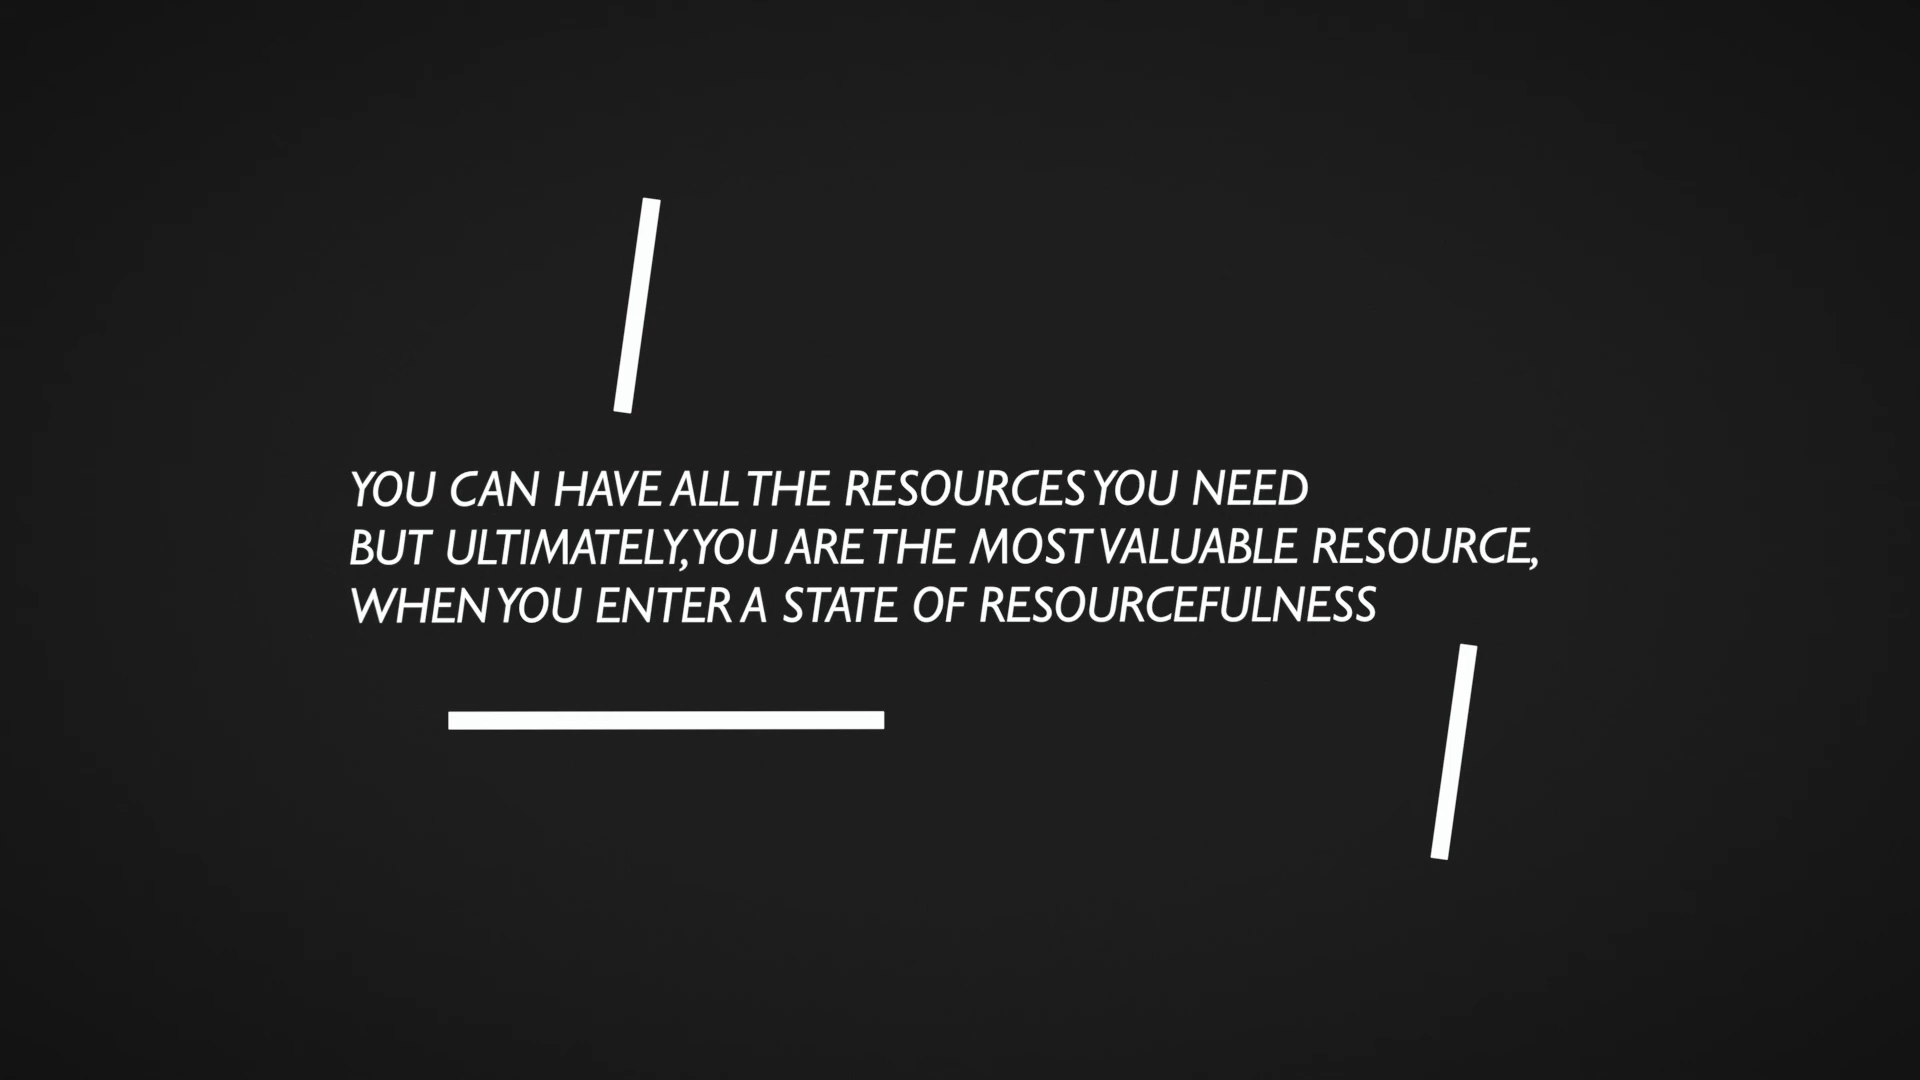 YOU CAN HAVE ALL THE RESOURCES YOU NEED
BUT ULTIMATELY, YOU ARE THE MOST VALUABLE RESOURCE,
WHEN YOU ENTER A STATE OF RESOURCEFULNESS